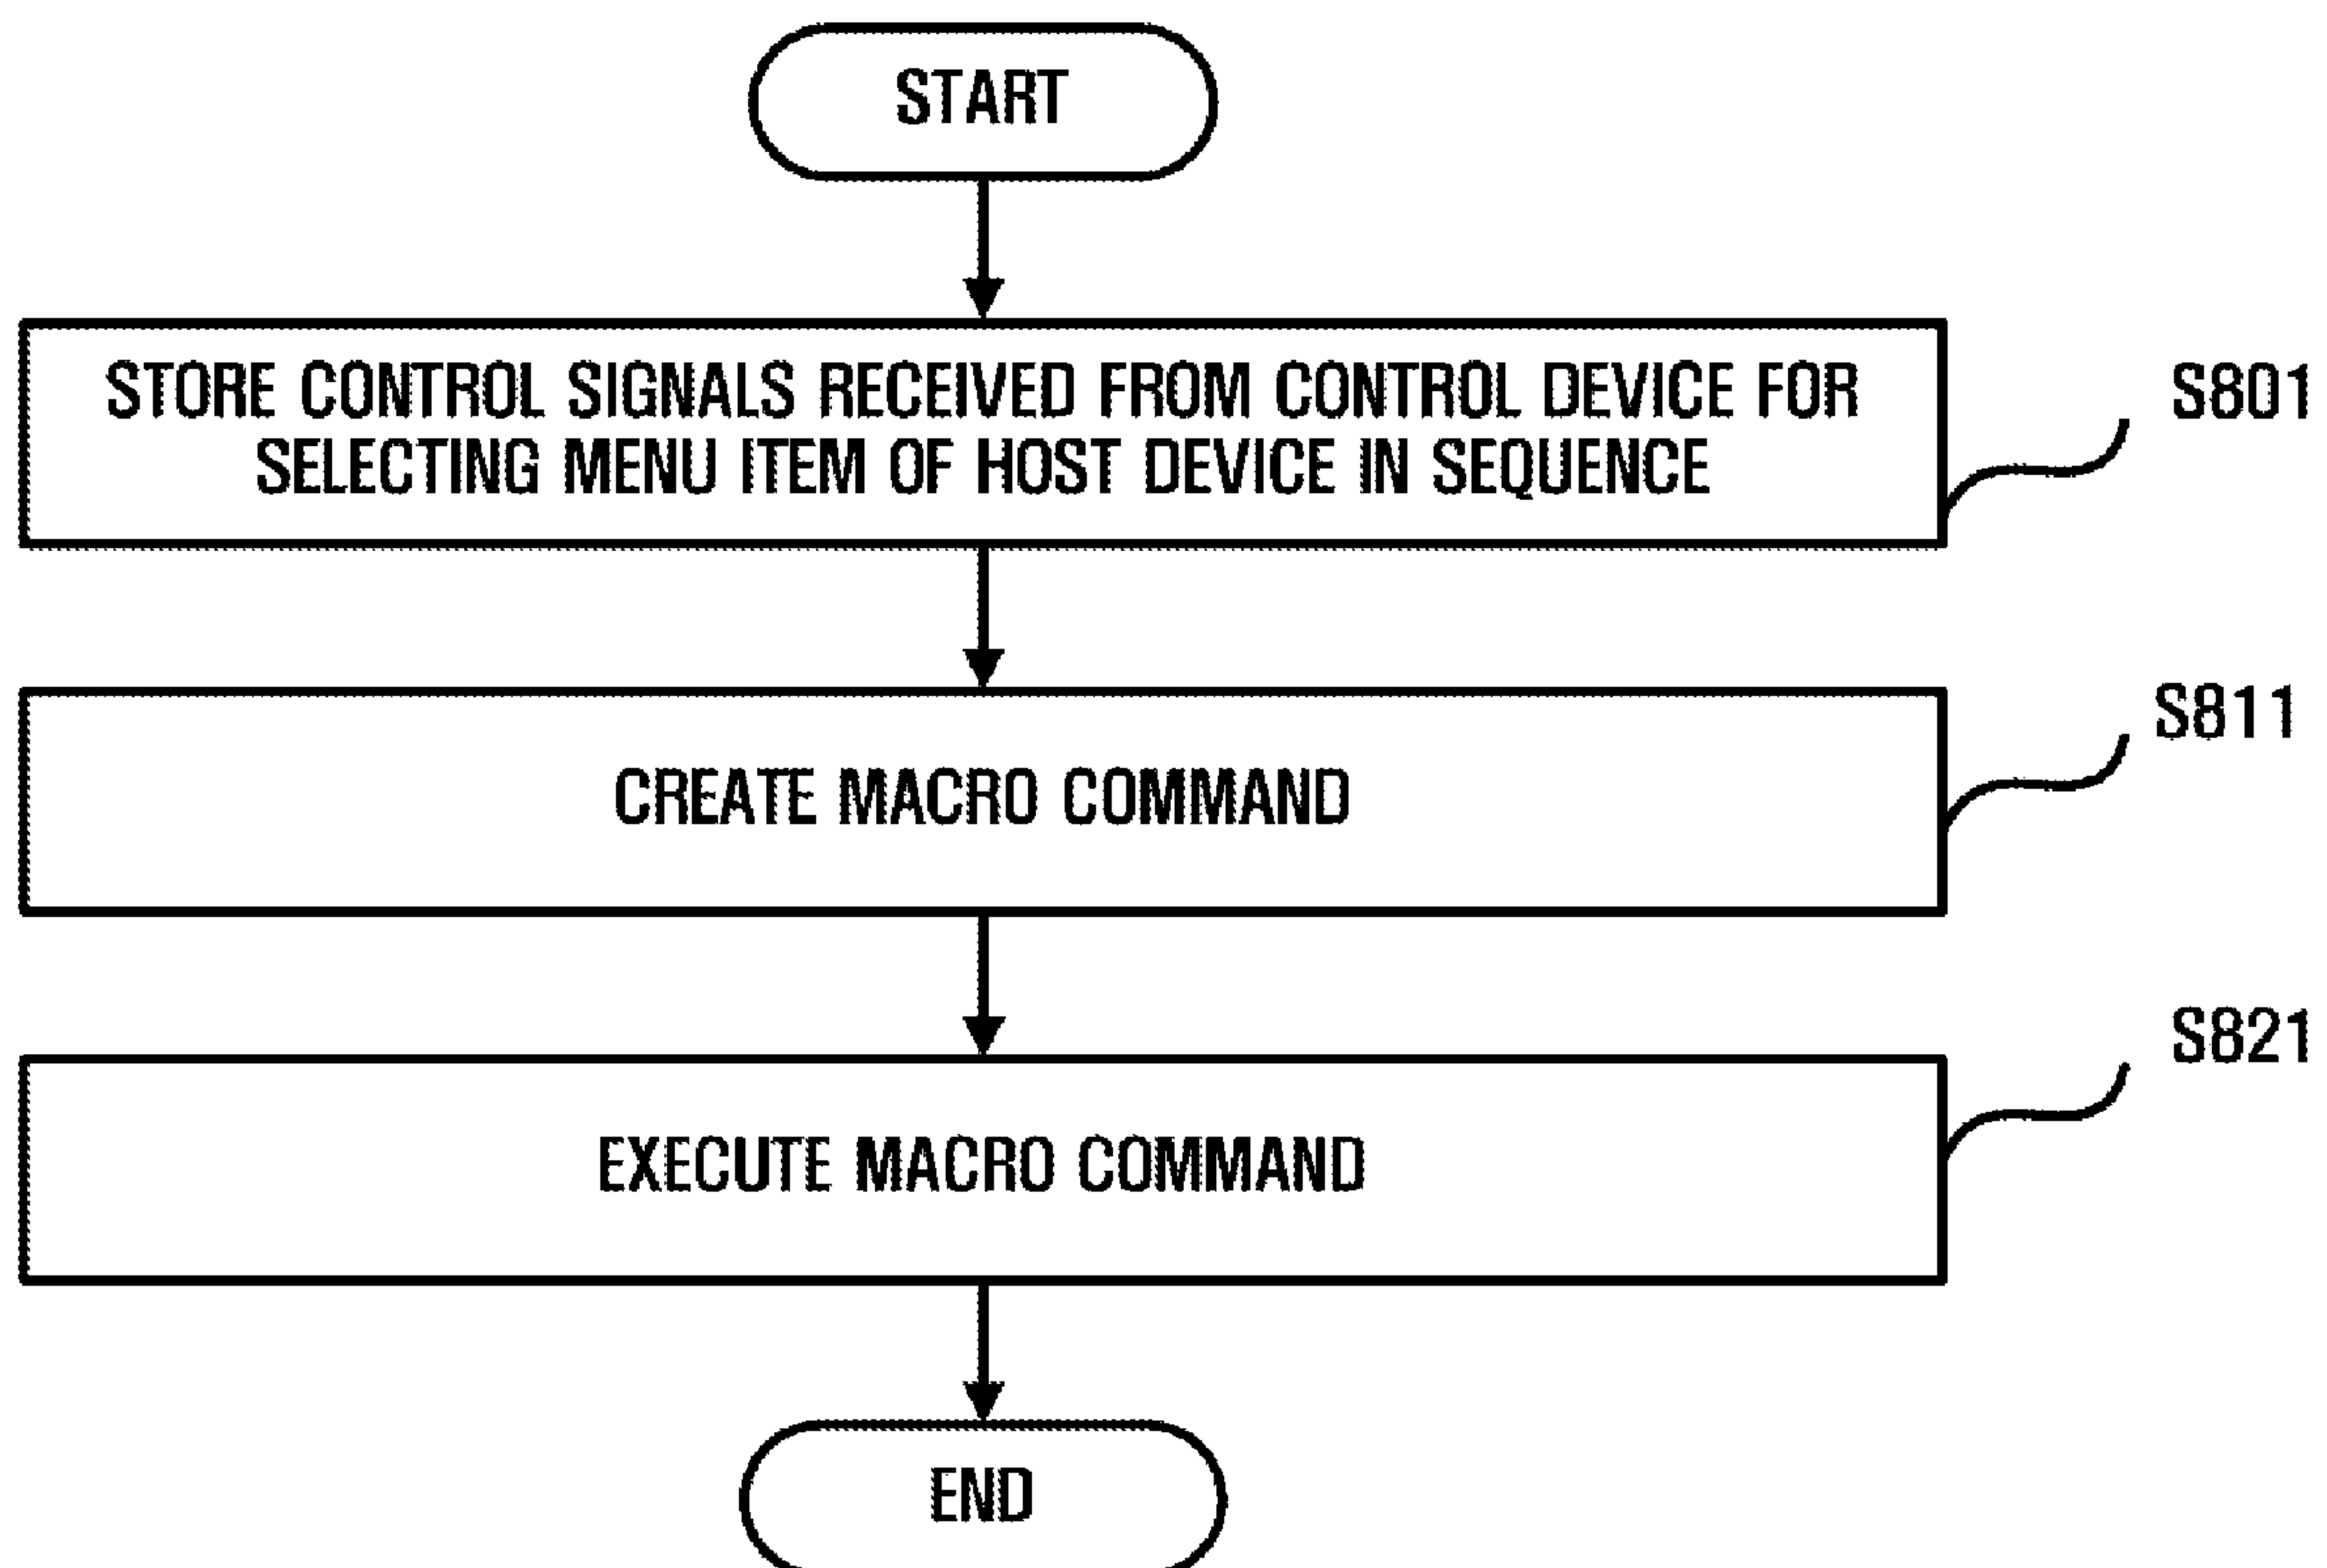 START
STORE CONTROL SIGNALS RECEIVED FROM CONTROL DEVICE FOR
SELECTING MENU ITEM OF HOST DEVICE IN SEQUENCE
S801
CREATE MACRO COMMAND
S811
EXECUTE MACRO COMMAND
S821
END